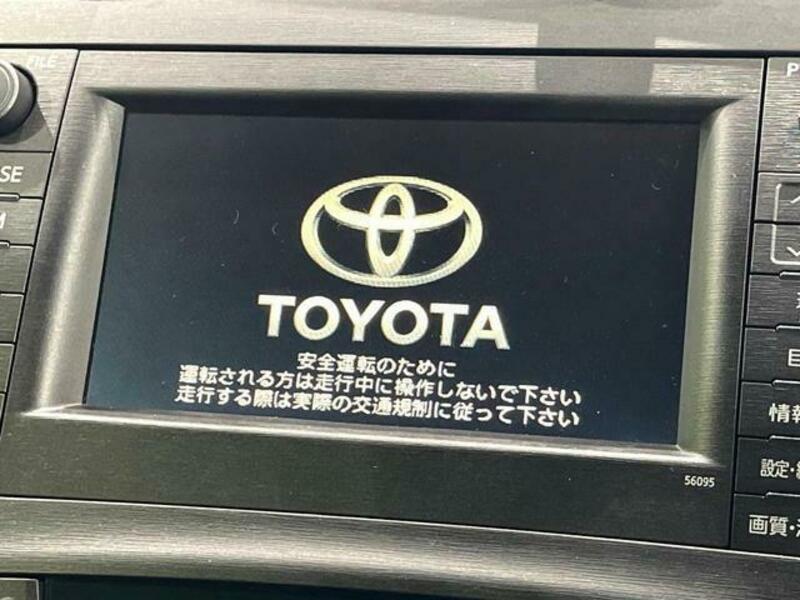 FILE
TOYOTA
安全運転のために
運転される方は走行中に操作しないで下さい
走行する際は実際の交通規制に従って下さい
56095
情報
設定・
画質・